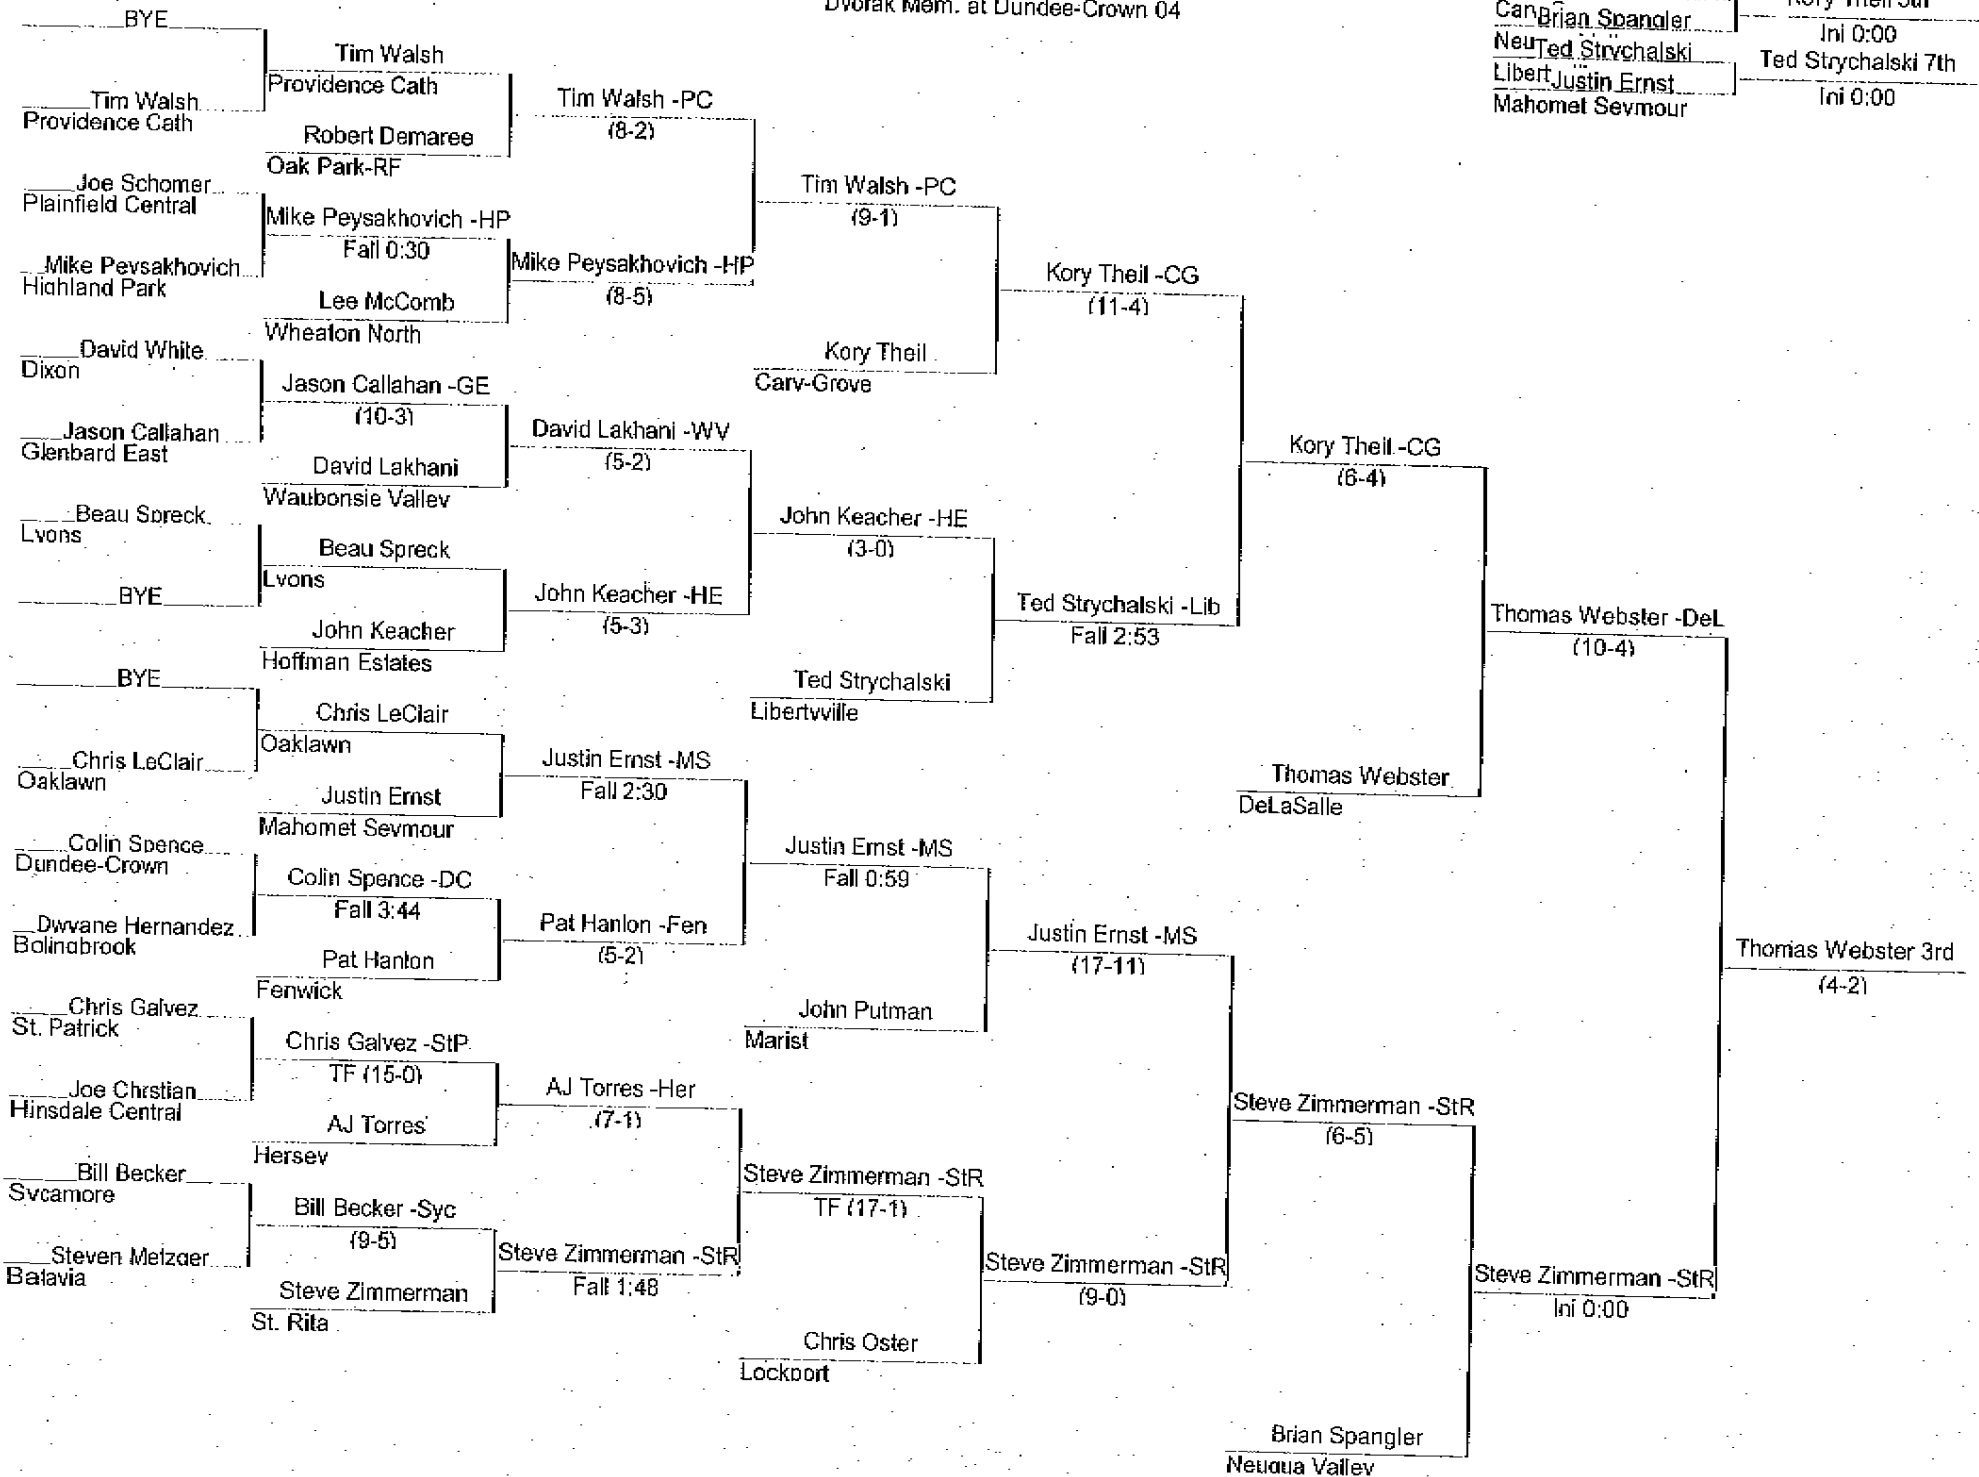 Dvorak Mem. at Dundee-Crown 04
Kory Theil 5th
Brian Spangler
Inj 0:00
Ted Strychalski
Ted Strychalski 7th
Justin Ernst
Inj 0:00
Mahomet Seymour
BYE
Tim Walsh
Providence Cath
Joe Schomer
Plainfield Central
Mike Peysakhovich
Highland Park
David White
Dixon
Jason Callahan
Glenbard East
Beau Spreck
Lyons
BYE
BYE
Chris LeClair
Oaklawn
Colin Spence
Dundee-Crown
Dwyane Hernandez
Bolingbrook
Chris Galvez
St. Patrick
Joe Chrstian
Hinsdale Central
Bill Becker
Sycamore
Steven Metzger
Batavia
Tim Walsh
Providence Cath
Robert Demaree
Oak Park-RF
Mike Peysakhovich -HP
Fall 0:30
Lee McComb
Wheaton North
Jason Callahan -GE
(10-3)
David Lakhani
Waubonsie Valley
Beau Spreck
Lyons
John Keacher
Hoffman Estates
Chris LeClair
Oaklawn
Justin Ernst
Mahomet Seymour
Colin Spence -DC
Fall 3:44
Pat Hanlon
Fenwick
Chris Galvez -StP
TF (15-0)
AJ Torres
Hersey
Bill Becker -Syc
(9-5)
Steve Zimmerman
St. Rita
Tim Walsh -PC
(8-2)
Mike Peysakhovich -HP
(8-5)
David Lakhani -WV
(5-2)
John Keacher -HE
(5-3)
Justin Ernst -MS
Fall 2:30
Pat Hanlon -Fen
(5-2)
AJ Torres -Her
(7-1)
Steve Zimmerman -StR
Fall 1:48
Tim Walsh -PC
(9-1)
Kory Theil
Cary-Grove
John Keacher -HE
(3-0)
Ted Strychalski
Libertyville
Justin Ernst -MS
Fall 0:59
John Putman
Marist
Steve Zimmerman -StR
TF (17-1)
Chris Oster
Lockport
Kory Theil -CG
(11-4)
Ted Strychalski -Lib
Fall 2:53
Justin Ernst -MS
(17-11)
Steve Zimmerman -StR
(9-0)
Kory Theil -CG
(6-4)
Thomas Webster
DeLaSalle
Steve Zimmerman -StR
(6-5)
Brian Spangler
Neuqua Valley
Thomas Webster -DeL
(10-4)
Steve Zimmerman -StR
Inj 0:00
Thomas Webster 3rd
(4-2)